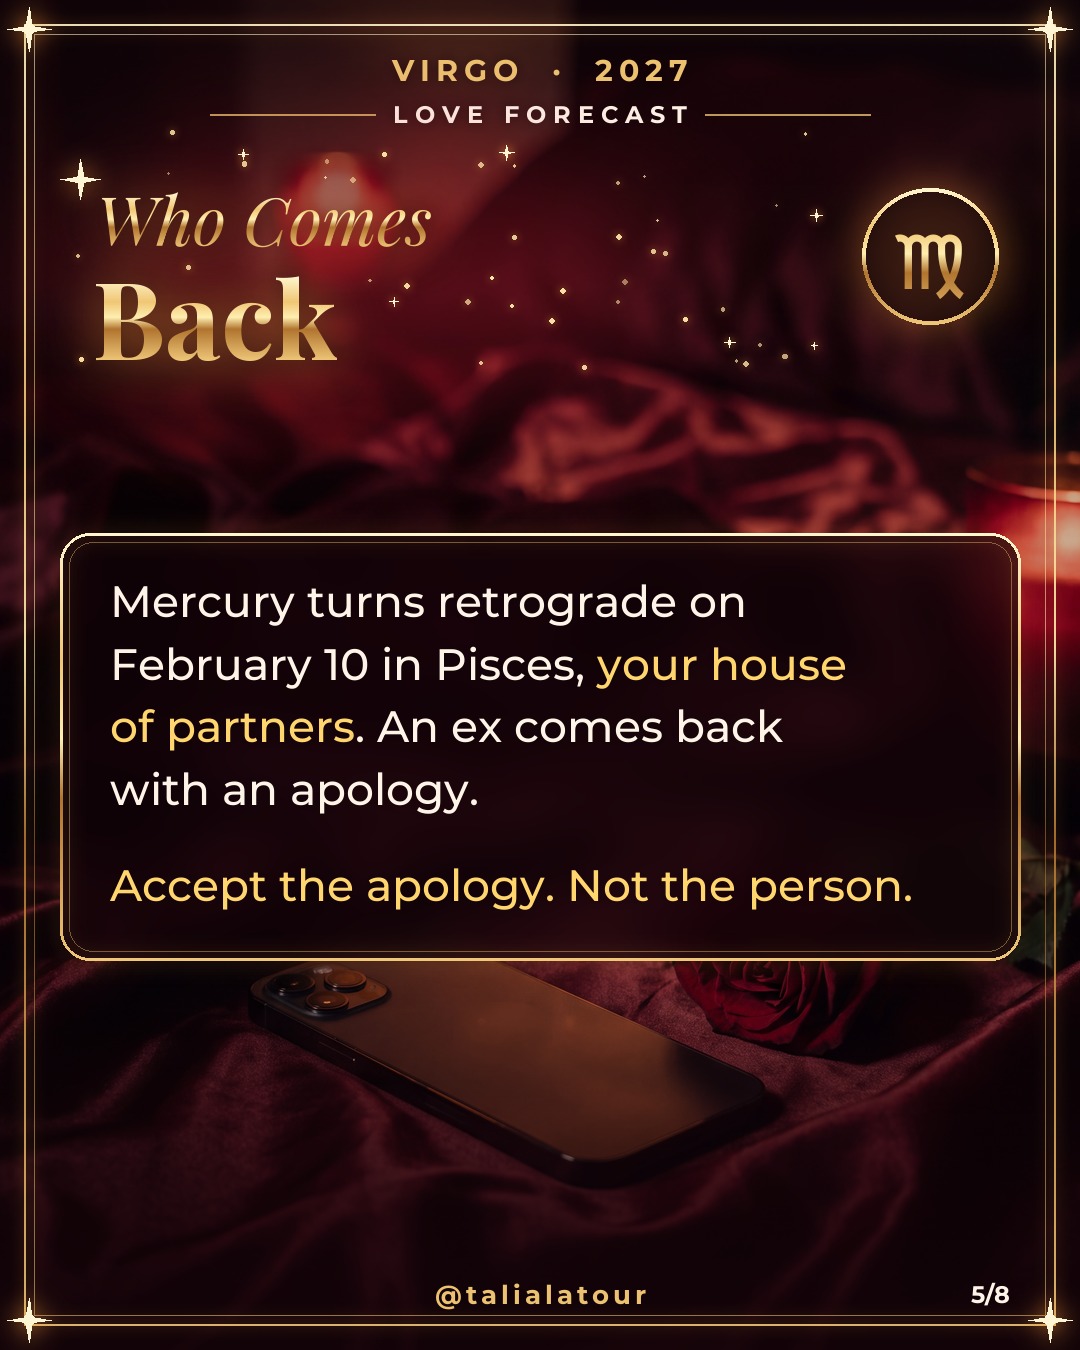 VIRGO · 2027
LOVE FORECAST
Who Comes
Back
♍
Mercury turns retrograde on
February 10 in Pisces, your house
of partners. An ex comes back
with an apology.
Accept the apology. Not the person.
@talialatour
5/8